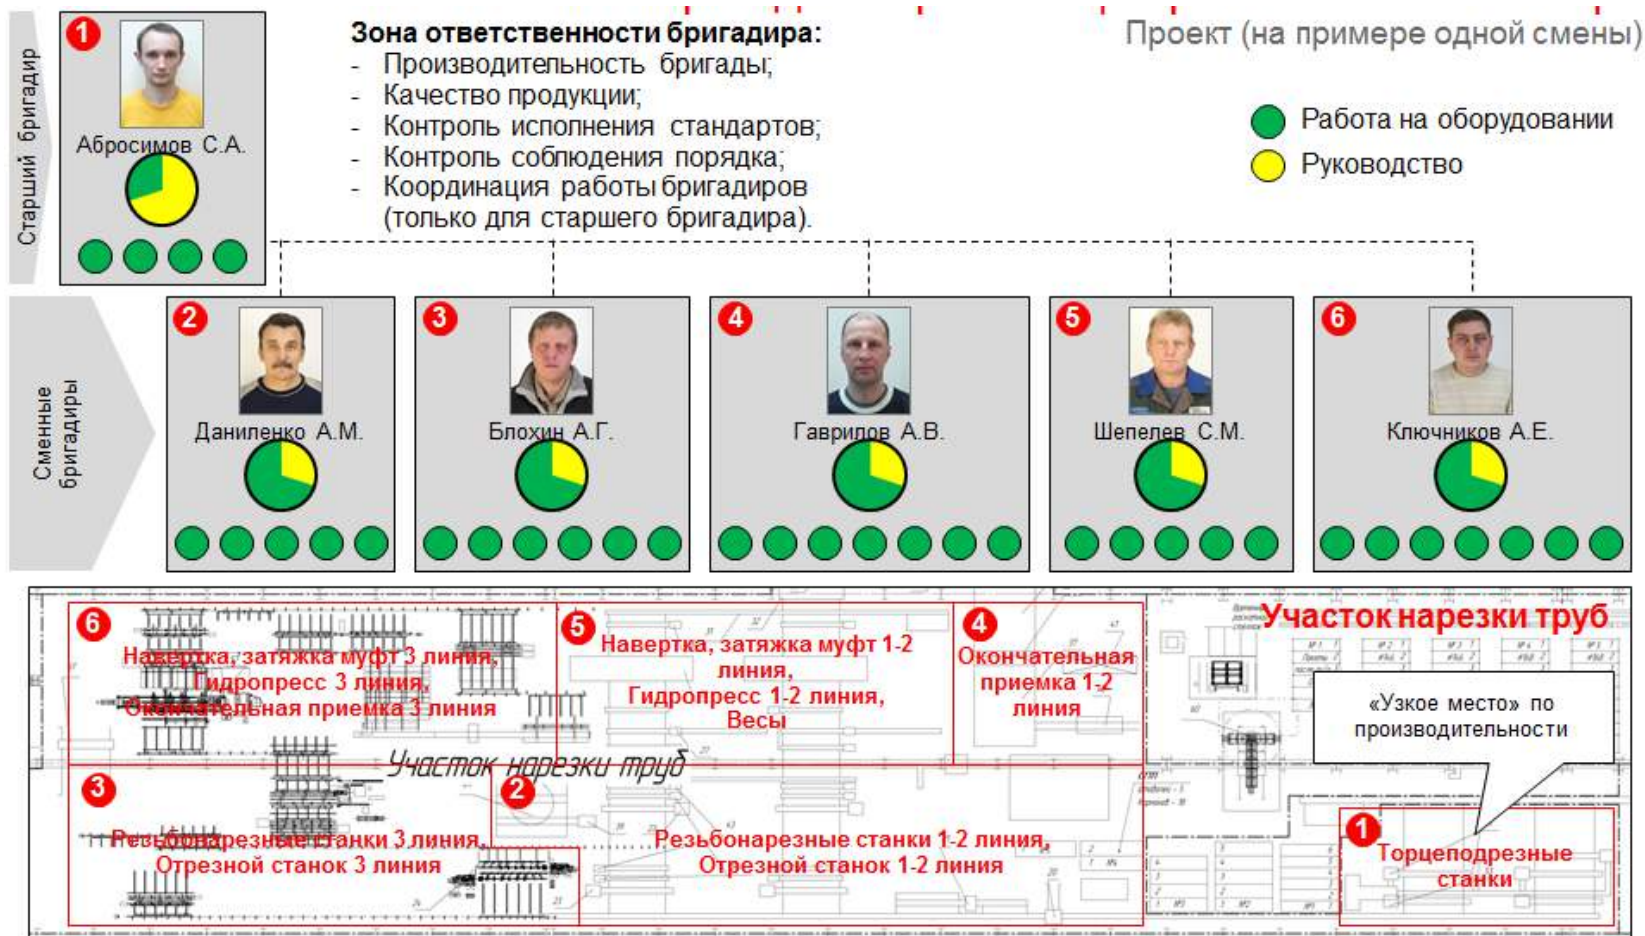 Проект (на примере одной смены)
Зона ответственности бригадира:
- Производительность бригады;
- Качество продукции;
- Контроль исполнения стандартов;
- Контроль соблюдения порядка;
- Координация работы бригадиров
(только для старшего бригадира).
Работа на оборудовании
Руководство
Старший бригадир
1
Абросимов С.А.
Сменные
бригадиры
2
Даниленко А.М.
3
Блохин А.Г.
4
Гаврилов А.В.
5
Шепелев С.М.
6
Ключников А.Е.
Участок нарезки труб
6
Навертка, затяжка муфт 3 линия,
Гидропресс 3 линия,
Окончательная приемка 3 линия
5
Навертка, затяжка муфт 1-2
линия,
Гидропресс 1-2 линия,
Весы
4
Окончательная
приемка 1-2
линия
«Узкое место» по
производительности
Участок нарезки труб
3
Резьбонарезные станки 3 линия,
Отрезной станок 3 линия
2
Резьбонарезные станки 1-2 линия,
Отрезной станок 1-2 линия
1
Торцеподрезные
станки